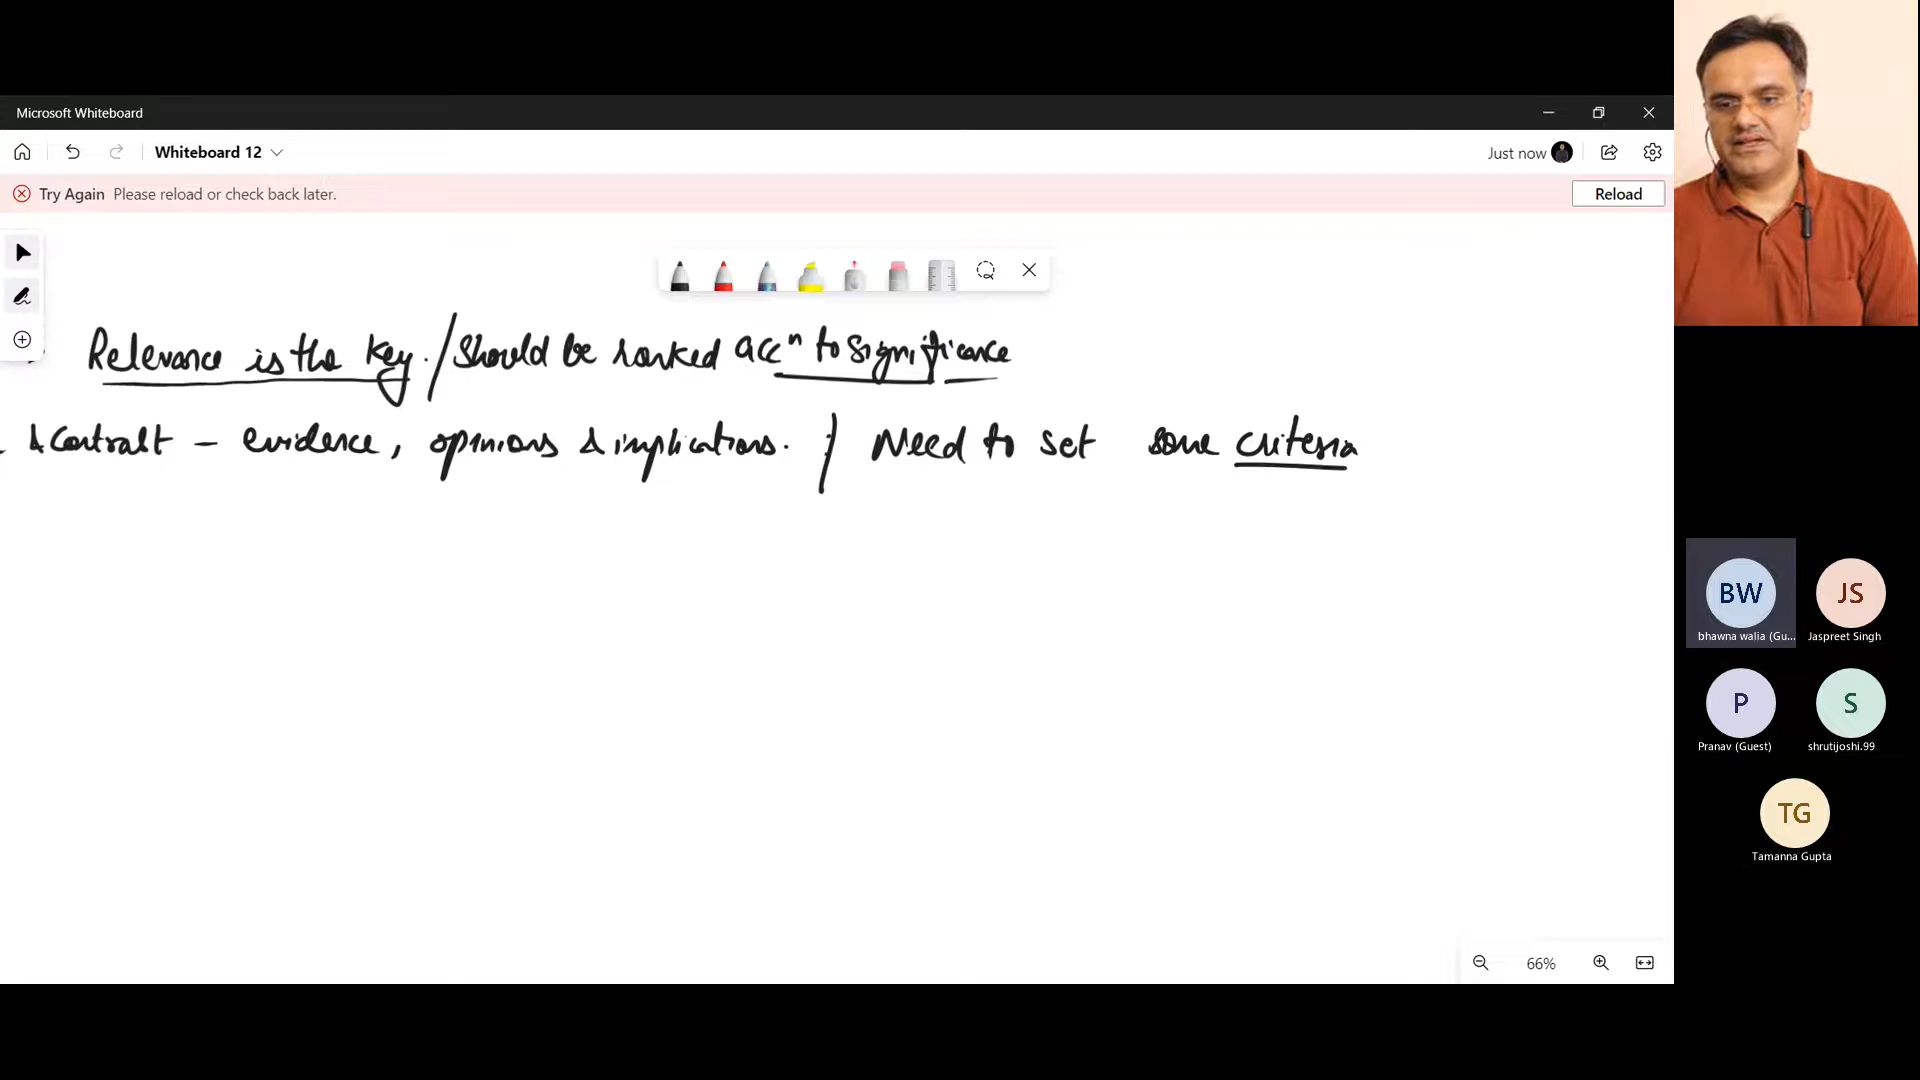 Microsoft Whiteboard
Whiteboard 12
Just now
Try Again Please reload or check back later.
Reload
Relevance is the key. / Should be ranked accⁿ to significance
& Contrast – evidence, opinions & implications. / Need to set some criteria
BW
bhawna walia (Gu...
JS
Jaspreet Singh
P
Pranav (Guest)
S
shrutijoshi.99
TG
Tamanna Gupta
66%